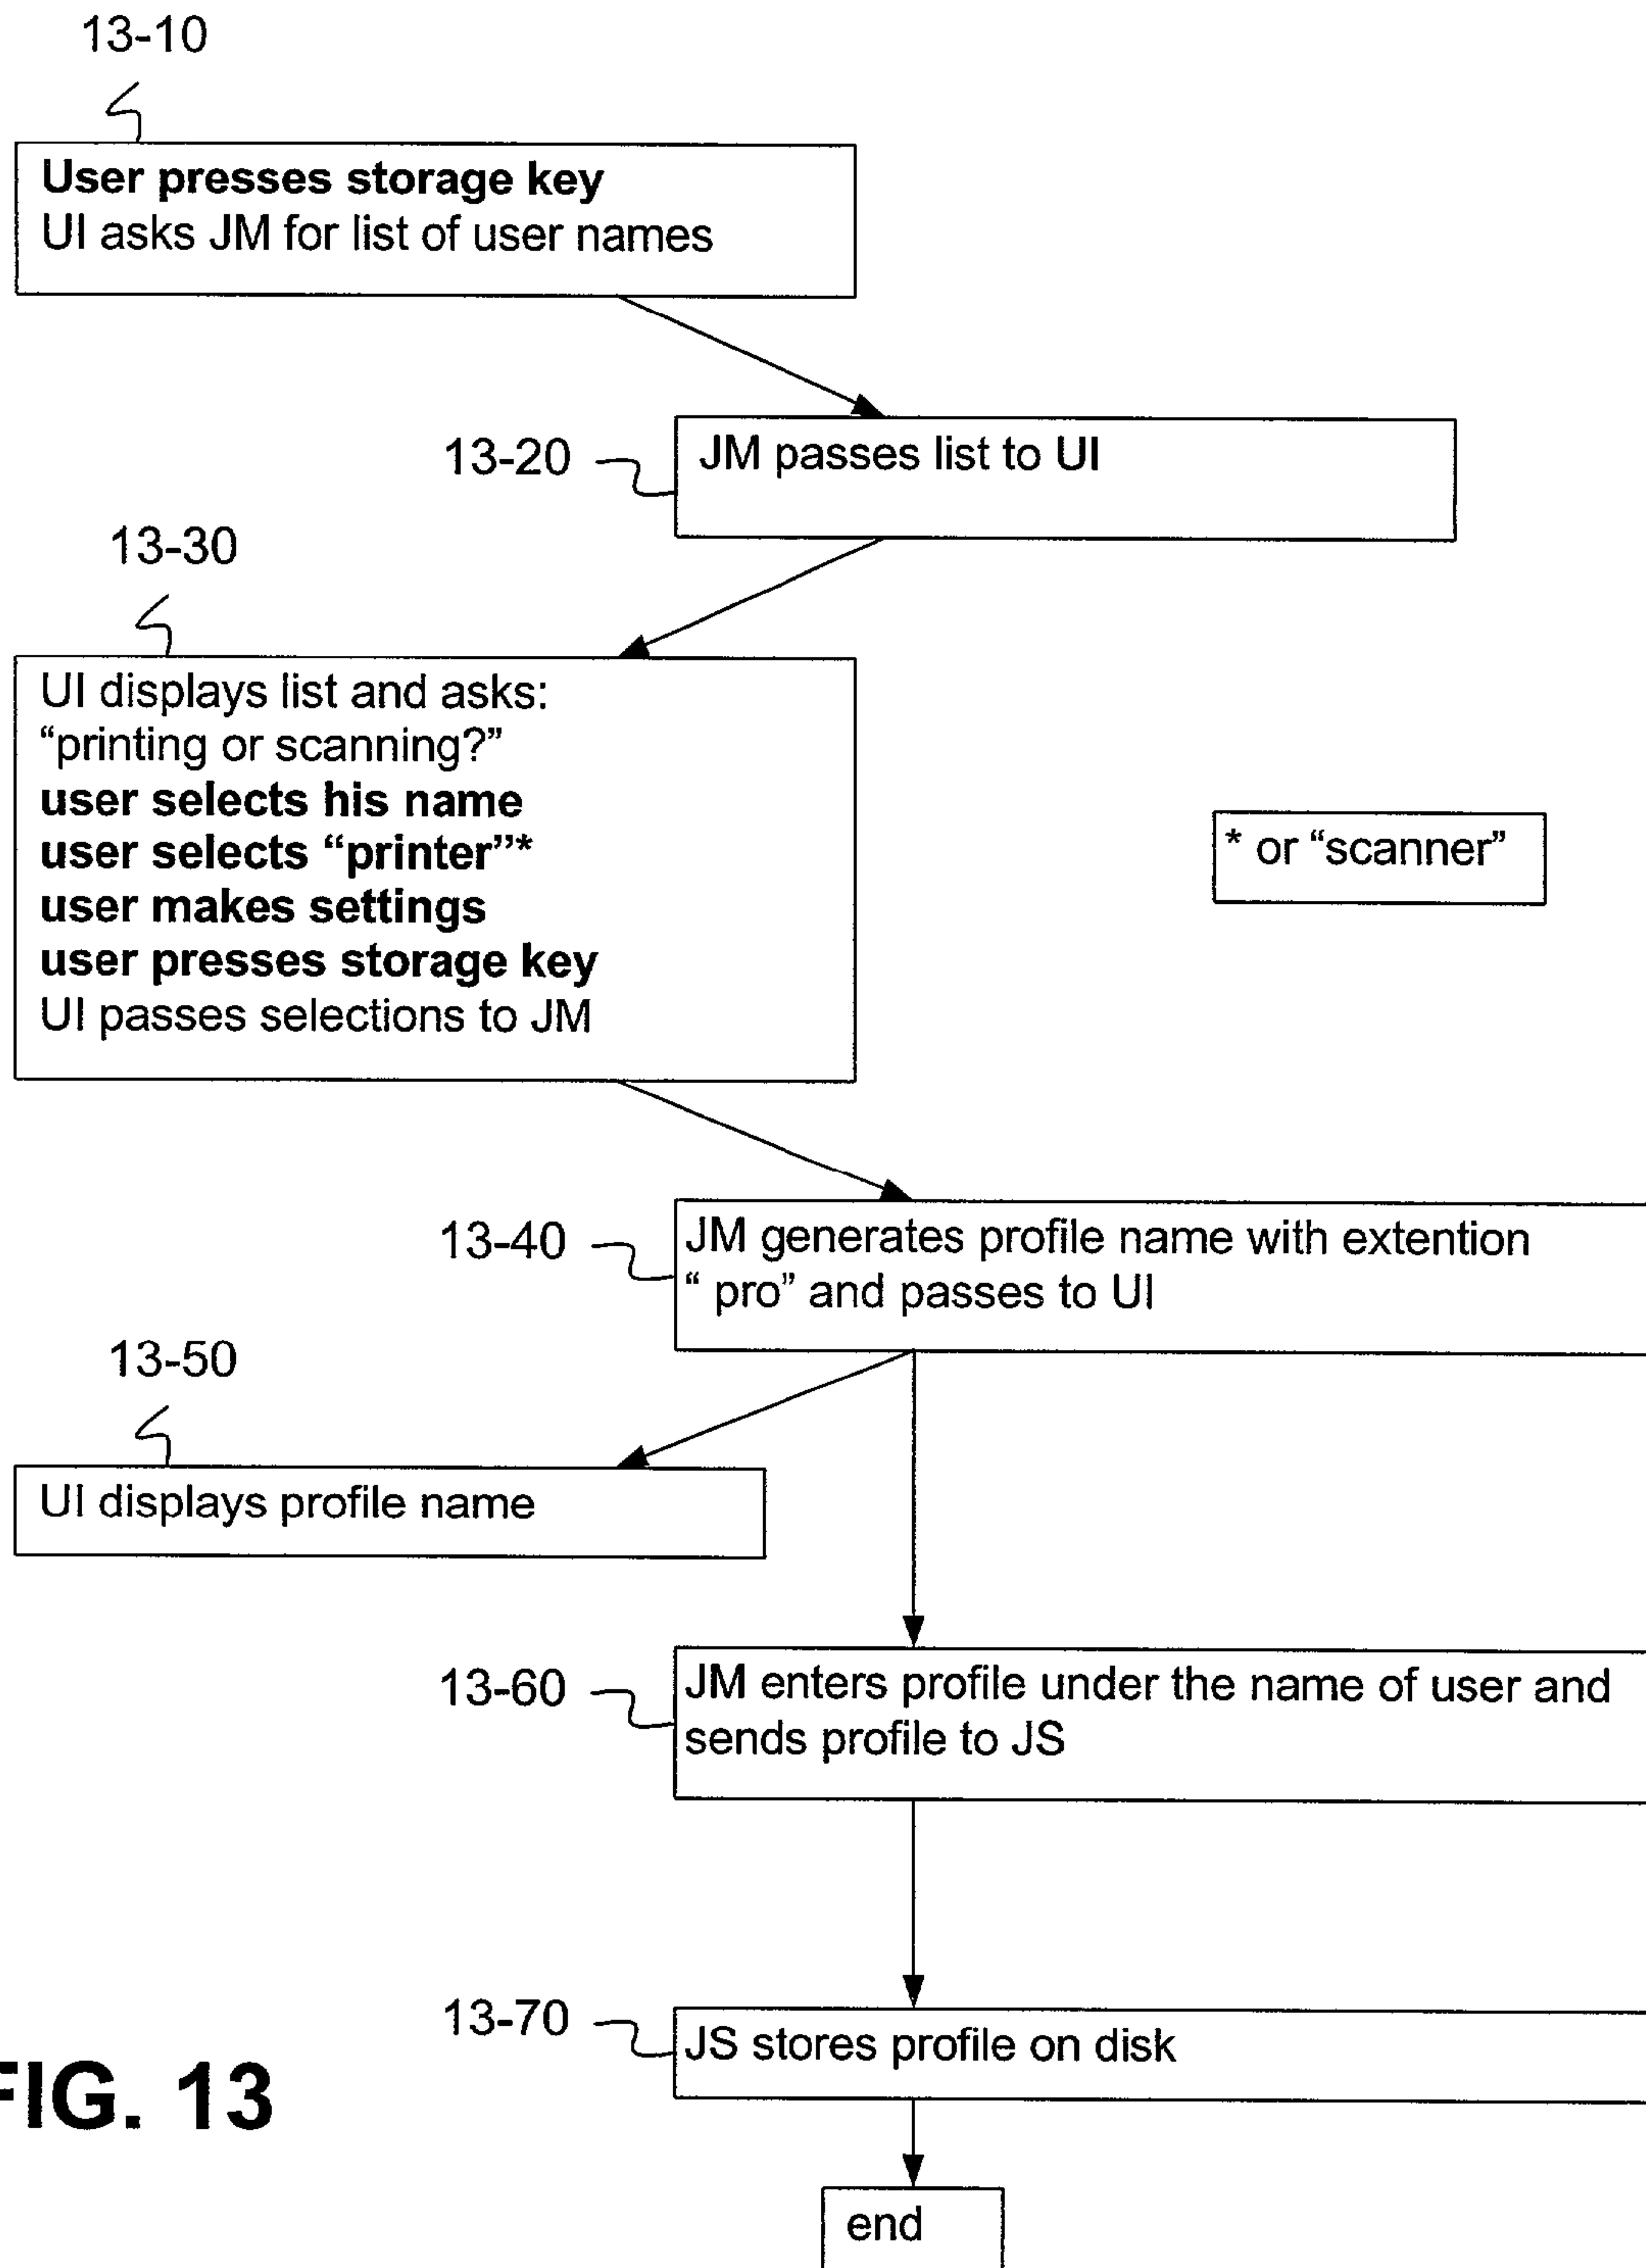 13-10
User presses storage key
UI asks JM for list of user names
13-20
JM passes list to UI
13-30
UI displays list and asks:
“printing or scanning?”
user selects his name
user selects “printer”*
user makes settings
user presses storage key
UI passes selections to JM
* or “scanner”
13-40
JM generates profile name with extention
“ pro” and passes to UI
13-50
UI displays profile name
13-60
JM enters profile under the name of user and
sends profile to JS
13-70
JS stores profile on disk
FIG. 13
end